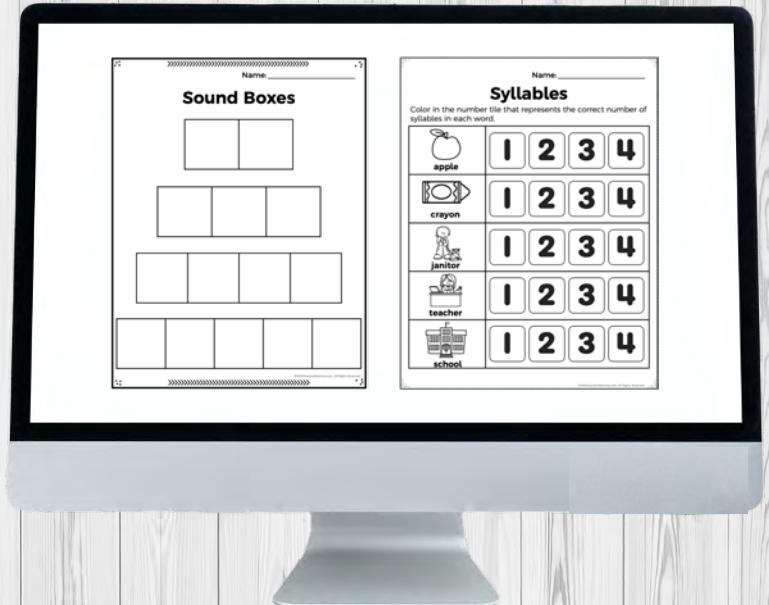 Name:
Sound Boxes
Name:
Syllables
Color in the number tile that represents the correct number of
syllables in each word.
apple
1 2 3 4
crayon
1 2 3 4
janitor
1 2 3 4
teacher
1 2 3 4
school
1 2 3 4